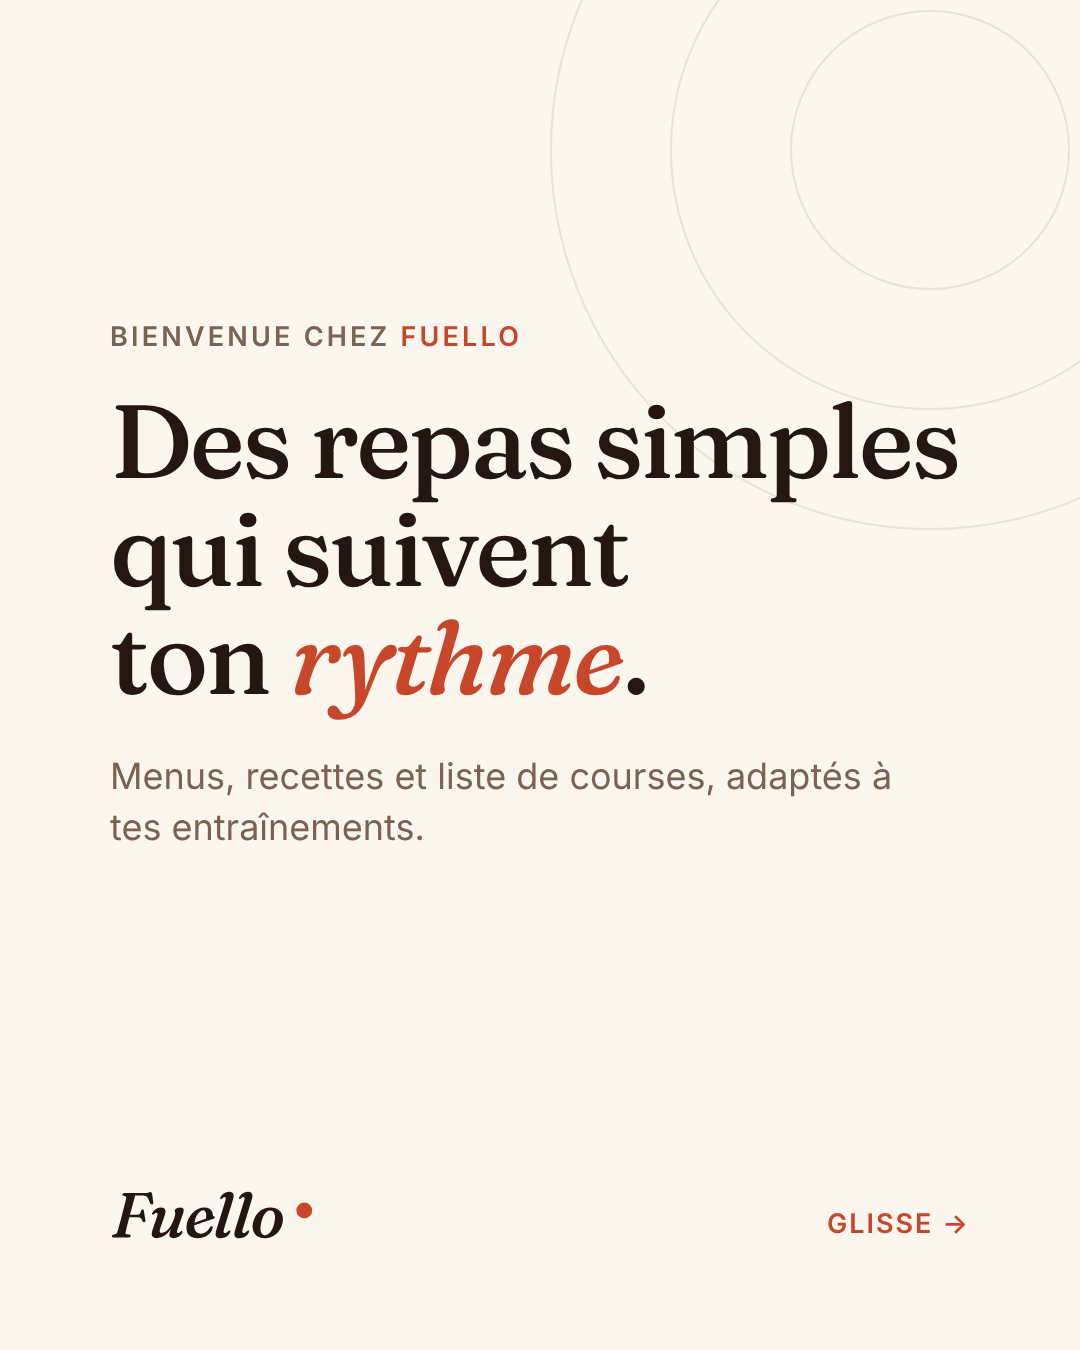 BIENVENUE CHEZ FUELLO
Des repas simples
qui suivent
ton rythme.
Menus, recettes et liste de courses, adaptés à
tes entraînements.
Fuello
GLISSE →